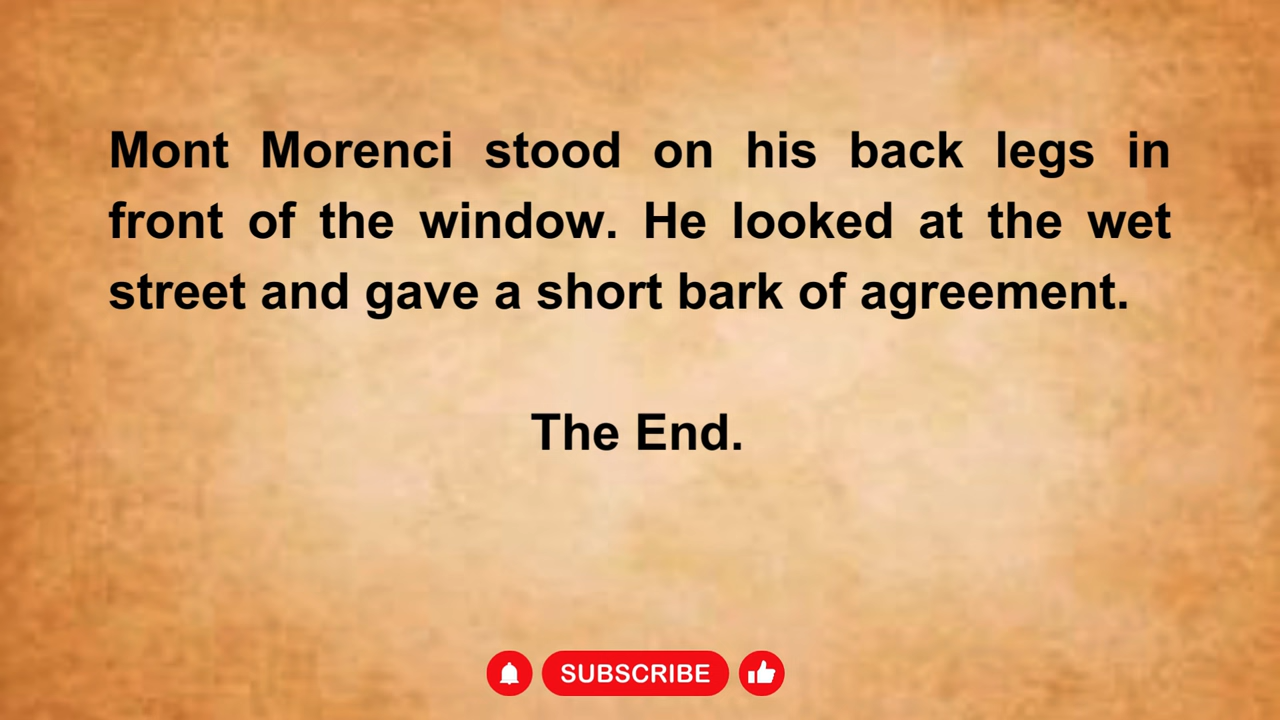 Mont Morenci stood on his back legs in
front of the window. He looked at the wet
street and gave a short bark of agreement.
The End.
SUBSCRIBE